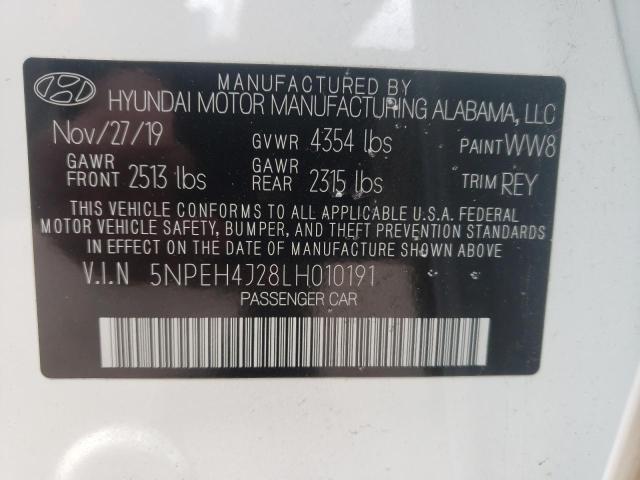 MANUFACTURED BY
HYUNDAI MOTOR MANUFACTURING ALABAMA, LLC
Nov/27/19 GVWR 4354 lbs PAINT WW8
GAWR FRONT 2513 lbs GAWR REAR 2315 lbs TRIM REY
THIS VEHICLE CONFORMS TO ALL APPLICABLE U.S.A. FEDERAL
MOTOR VEHICLE SAFETY, BUMPER, AND THEFT PREVENTION STANDARDS
IN EFFECT ON THE DATE OF MANUFACTURE SHOWN ABOVE.
V.I.N 5NPEH4J28LH010191
PASSENGER CAR